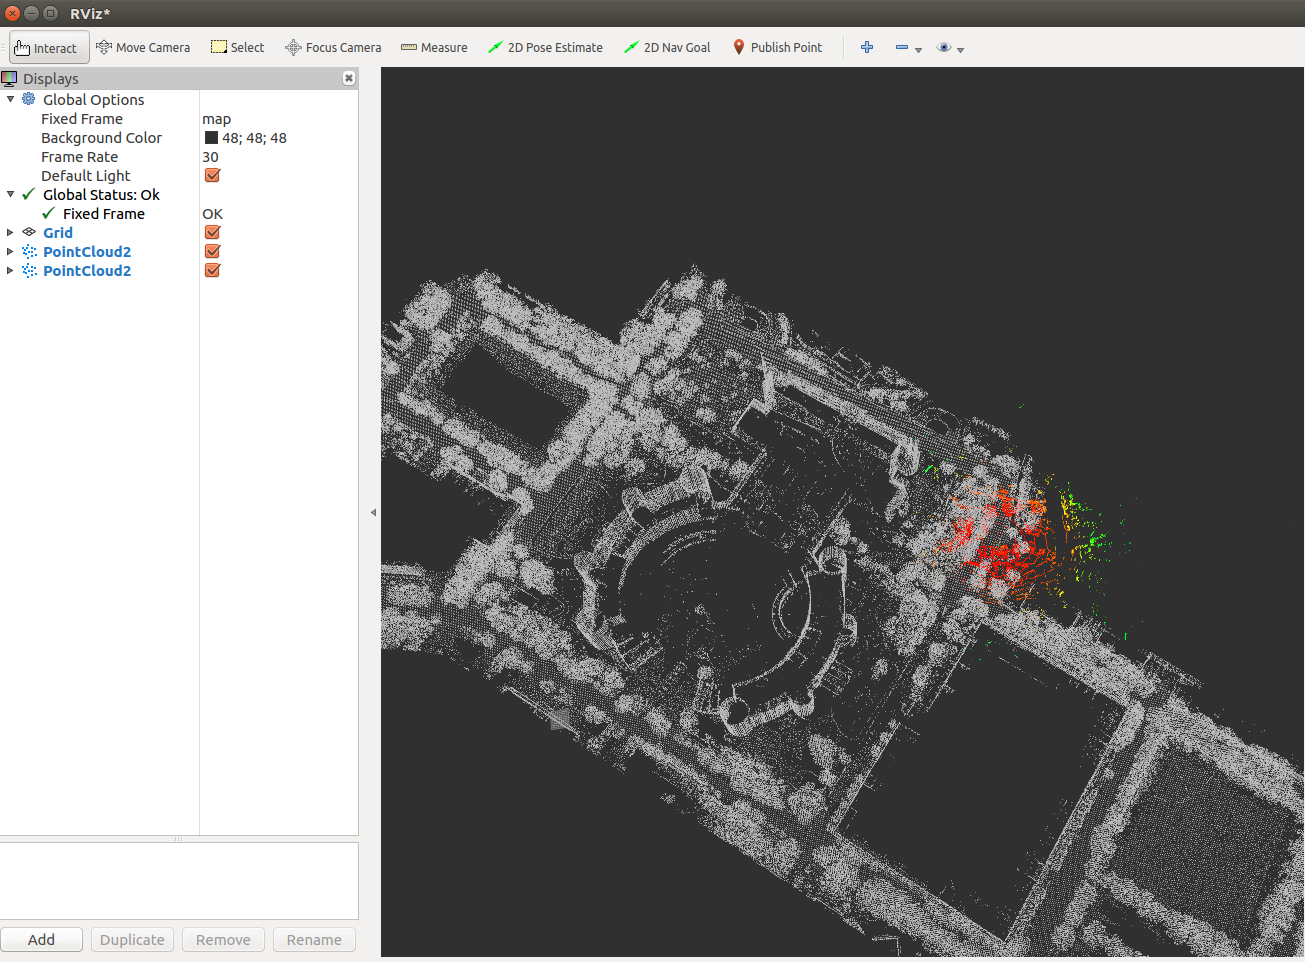 RViz*
Interact Move Camera Select Focus Camera Measure 2D Pose Estimate 2D Nav Goal Publish Point
Displays
Global Options
Fixed Frame map
Background Color 48; 48; 48
Frame Rate 30
Default Light
Global Status: Ok
Fixed Frame OK
Grid
PointCloud2
PointCloud2
Add Duplicate Remove Rename